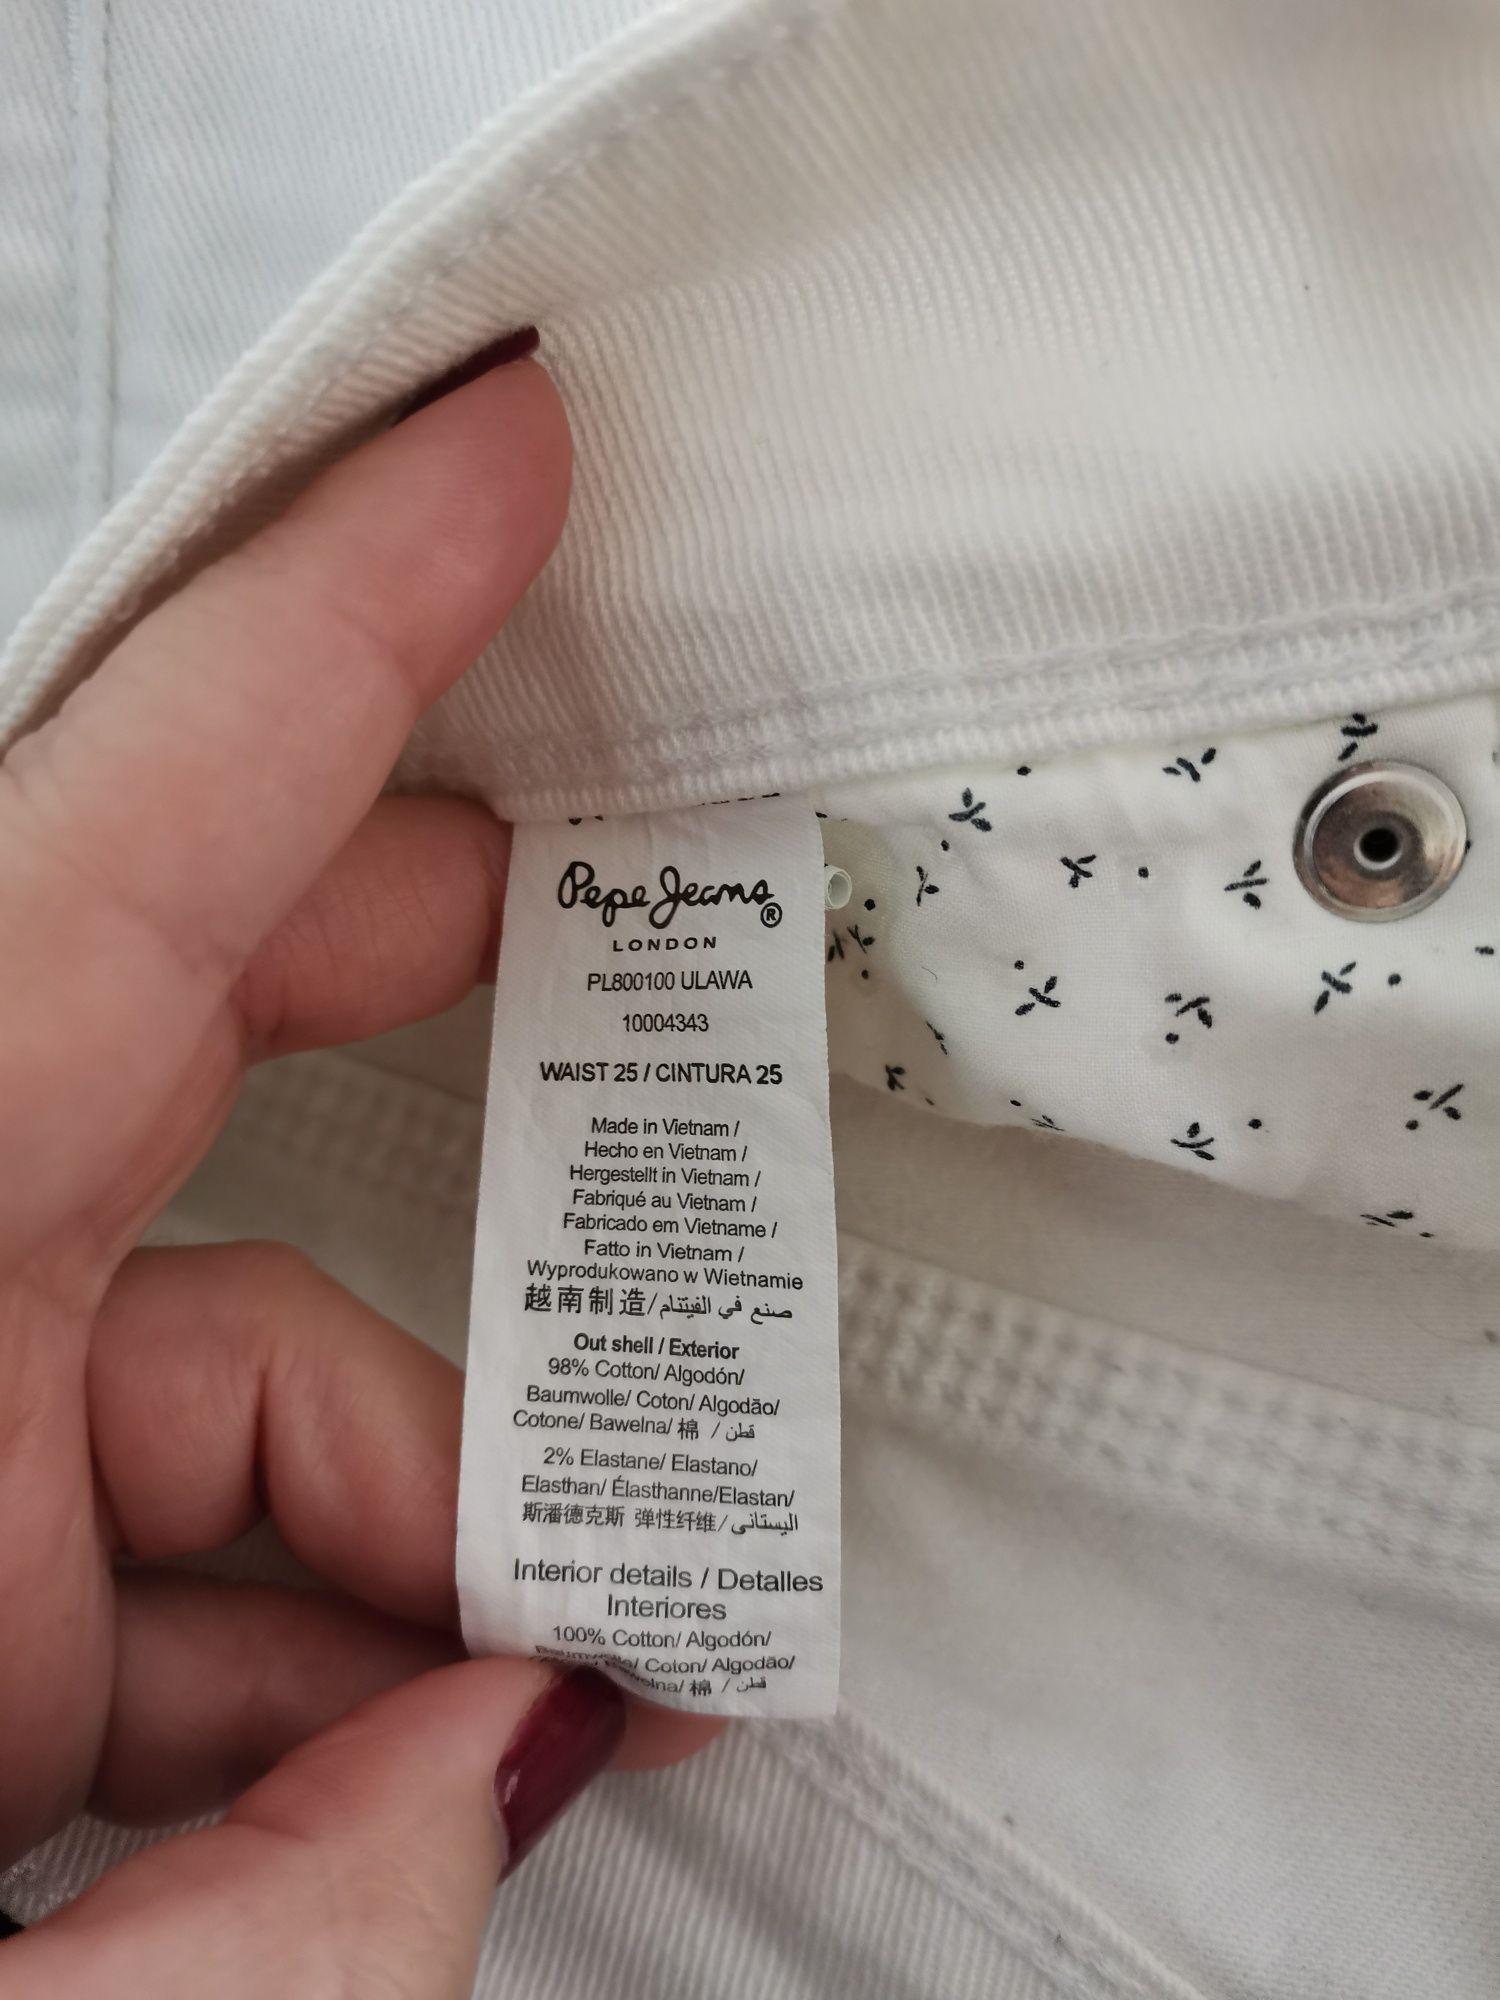 Pepe Jeans®
LONDON
PL800100 ULAWA
10004343
WAIST 25 / CINTURA 25
Made in Vietnam /
Hecho en Vietnam /
Hergestellt in Vietnam /
Fabriqué au Vietnam /
Fabricado em Vietname /
Fatto in Vietnam /
Wyprodukowano w Wietnamie
越南制造/صنع في الفيتنام
Out shell / Exterior
98% Cotton/ Algodón/
Baumwolle/ Coton/ Algodão/
Cotone/ Bawelna/ 棉 / قطن
2% Elastane/ Elastano/
Elasthan/ Élasthanne/Elastan/
斯潘德克斯 弹性纤维/اليستاني
Interior details / Detalles
Interiores
100% Cotton/ Algodón/
Baumwolle/ Coton/ Algodão/
Bawelna/ 棉 / قطن